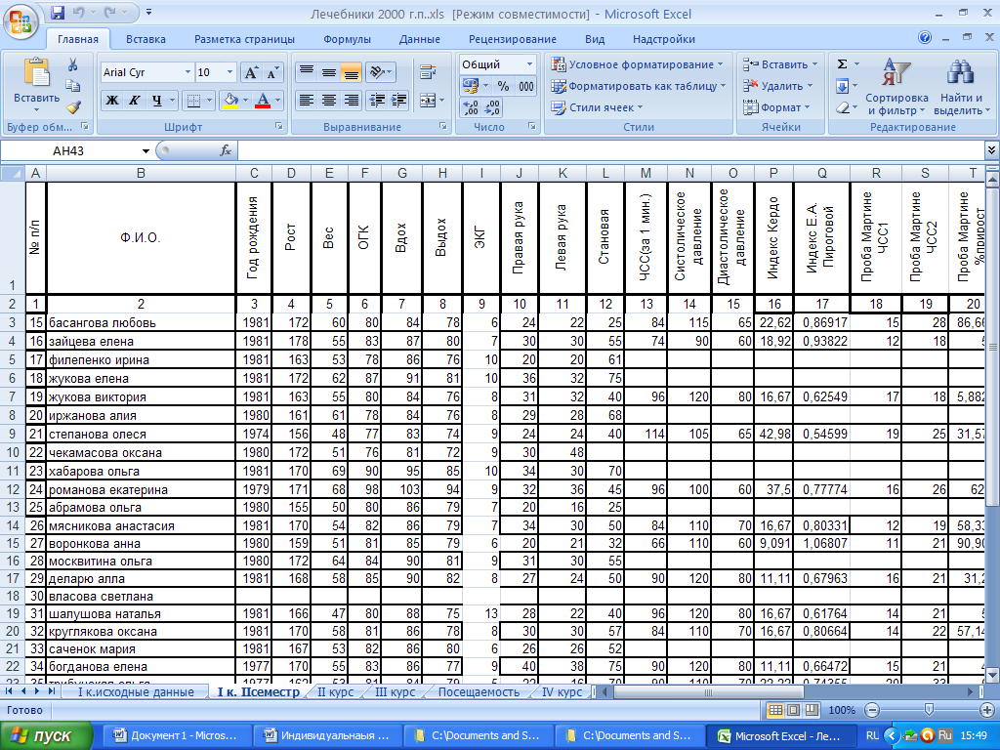 Лечебники 2000 г.п..xls [Режим совместимости] - Microsoft Excel
Главная Вставка Разметка страницы Формулы Данные Рецензирование Вид Надстройки
Вставить
Arial Cyr 10
Ж К Ч
Общий
% 000
Условное форматирование
Форматировать как таблицу
Стили ячеек
Вставить
Удалить
Формат
Сортировка и фильтр
Найти и выделить
Буфер обм... Шрифт Выравнивание Число Стили Ячейки Редактирование
AH43 fx
A B C D E F G H I J K L M N O P Q R S T
1 № п/п Ф.И.О. Год рождения Рост Вес ОГК Вдох Выдох ЭКГ Правая рука Левая рука Становая ЧСС(за 1 мин.) Систолическое давление Диастолическое давление Индекс Кердо Индекс Е.А. Пироговой Проба Мартине ЧСС1 Проба Мартине ЧСС2 Проба Мартине %прирост
2 1 2 3 4 5 6 7 8 9 10 11 12 13 14 15 16 17 18 19 20
3 15 басангова любовь 1981 172 60 80 84 78 6 24 22 25 84 115 65 22,62 0,86917 15 28 86,66
4 16 зайцева елена 1981 178 55 83 87 80 7 30 30 55 74 90 60 18,92 0,93822 12 18 5
5 17 филепенко ирина 1981 163 53 78 86 76 10 20 20 61
6 18 жукова елена 1981 172 62 87 91 81 10 36 32 75
7 19 жукова виктория 1981 163 55 80 84 76 8 31 32 40 96 120 80 16,67 0,62549 17 18 5,882
8 20 иржанова алия 1980 161 61 78 84 76 8 29 28 68
9 21 степанова олеся 1974 156 48 77 83 74 9 24 24 40 114 105 65 42,98 0,54599 19 25 31,57
10 22 чекамасова оксана 1980 172 51 76 81 72 9 30 48
11 23 хабарова ольга 1981 170 69 90 95 85 10 34 30 70
12 24 романова екатерина 1979 171 68 98 103 94 9 32 36 45 96 100 60 37,5 0,77774 16 26 62
13 25 абрамова ольга 1980 155 50 80 86 79 7 20 16 25
14 26 мясникова анастасия 1981 170 54 82 86 79 7 34 30 50 84 110 70 16,67 0,80331 12 19 58,33
15 27 воронкова анна 1980 159 51 81 85 79 6 20 21 32 66 110 60 9,091 1,06807 11 21 90,90
16 28 москвитина ольга 1980 172 64 84 90 81 9 31 30 55
17 29 деларю алла 1981 168 58 85 90 82 8 27 24 50 90 120 80 11,11 0,67963 16 21 31,2
18 30 власова светлана
19 31 шалушова наталья 1981 166 47 80 88 75 13 28 22 40 96 120 80 16,67 0,61764 14 21 5
20 32 круглякова оксана 1981 170 58 81 86 78 8 30 30 57 84 110 70 16,67 0,80664 14 22 57,14
21 33 саченок мария 1981 167 53 82 86 80 6 26 26 52
22 34 богданова елена 1977 170 55 83 86 77 9 40 38 75 90 120 80 11,11 0,66472 15 21 4
I к.исходные данные I к. IIсеместр II курс III курс Посещаемость IV курс
Готово 100%
пуск Документ1 - Micros... Индивидуальнаыя ... C:\Documents and S... C:\Documents and S... Microsoft Excel - Ле... RU Ru 15:49